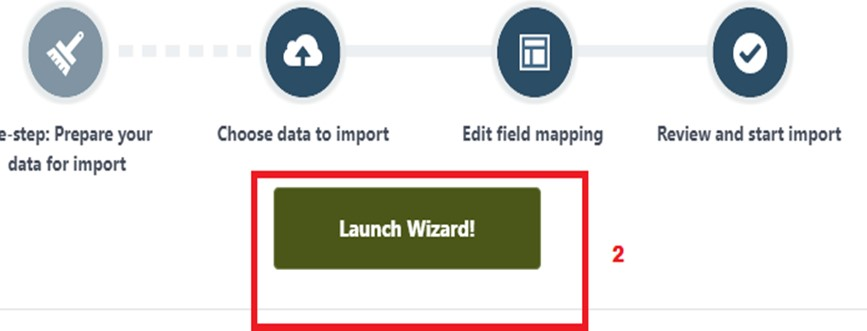 e-step: Prepare your
data for import
Choose data to import
Edit field mapping
Review and start import
Launch Wizard!
2